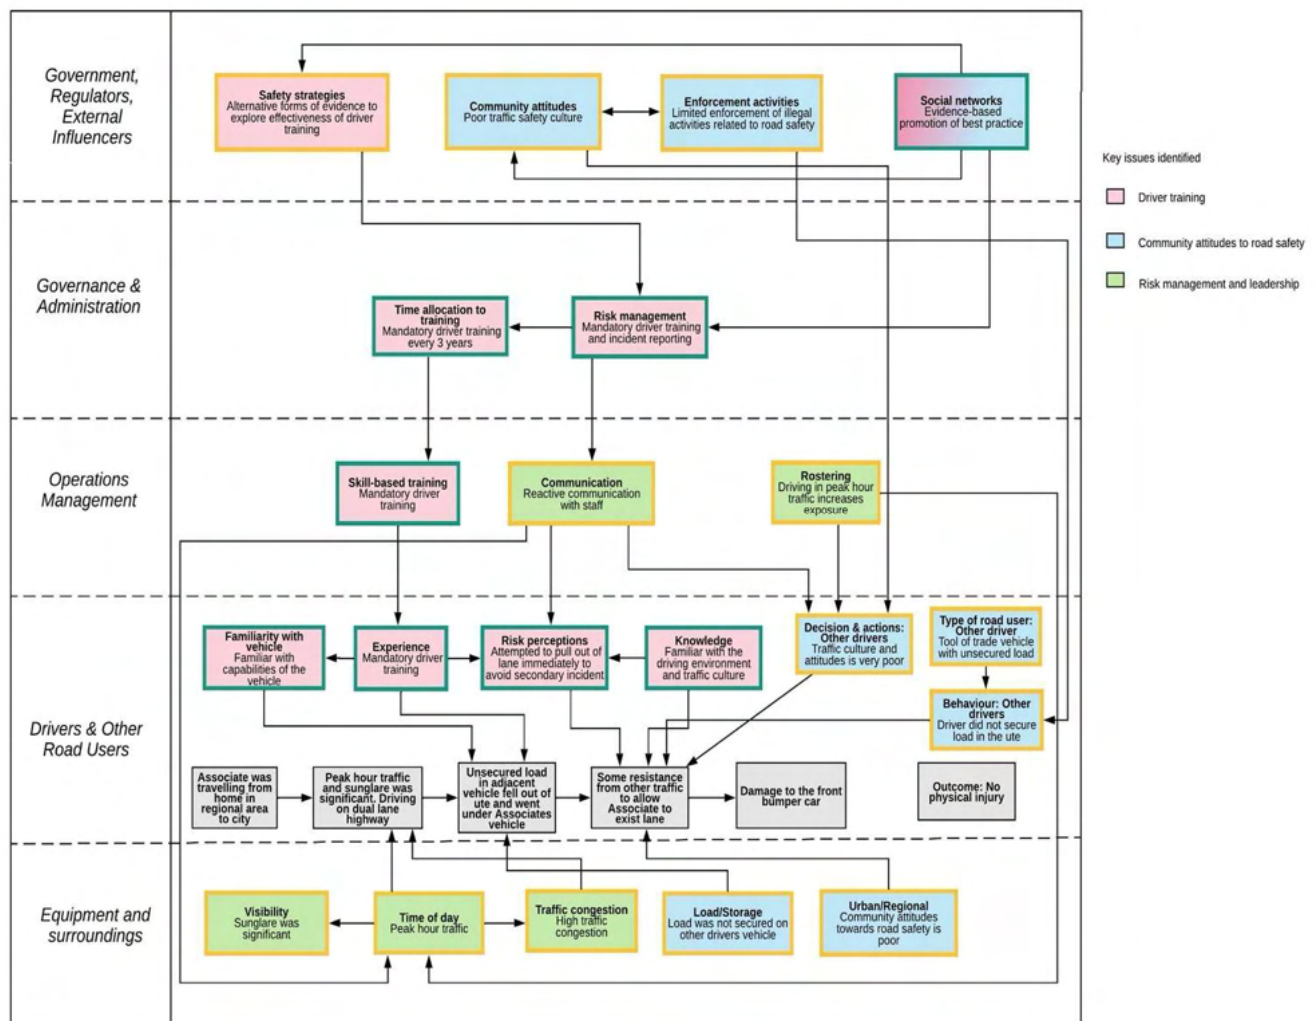 Government,
Regulators,
External
Influencers
Safety strategies
Alternative forms of evidence to
explore effectiveness of driver
training
Community attitudes
Poor traffic safety culture
Enforcement activities
Limited enforcement of illegal
activities related to road safety
Social networks
Evidence-based
promotion of best practice
Key issues identified
Driver training
Community attitudes to road safety
Risk management and leadership
Governance &
Administration
Time allocation to
training
Mandatory driver training
every 3 years
Risk management
Mandatory driver training
and incident reporting
Operations
Management
Skill-based training
Mandatory driver
training
Communication
Reactive communication
with staff
Rostering
Driving in peak hour
traffic increases
exposure
Drivers & Other
Road Users
Familiarity with
vehicle
Familiar with
capabilities of the
vehicle
Experience
Mandatory driver
training
Risk perceptions
Attempted to pull out of
lane immediately to
avoid secondary incident
Knowledge
Familiar with the
driving environment
and traffic culture
Decision & actions:
Other drivers
Traffic culture and
attitudes is very poor
Type of road user:
Other driver
Tool of trade vehicle
with unsecured load
Behaviour: Other
drivers
Driver did not secure
load in the ute
Associate was
travelling from
home in
regional area
to city
Peak hour traffic
and sunglare was
significant. Driving
on dual lane
highway
Unsecured load
in adjacent
vehicle fell out of
ute and went
under Associates
vehicle
Some resistance
from other traffic
to allow
Associate to
exist lane
Damage to the front
bumper car
Outcome: No
physical injury
Equipment and
surroundings
Visibility
Sunglare was
significant
Time of day
Peak hour traffic
Traffic congestion
High traffic
congestion
Load/Storage
Load was not secured on
other drivers vehicle
Urban/Regional
Community attitudes
towards road safety is
poor